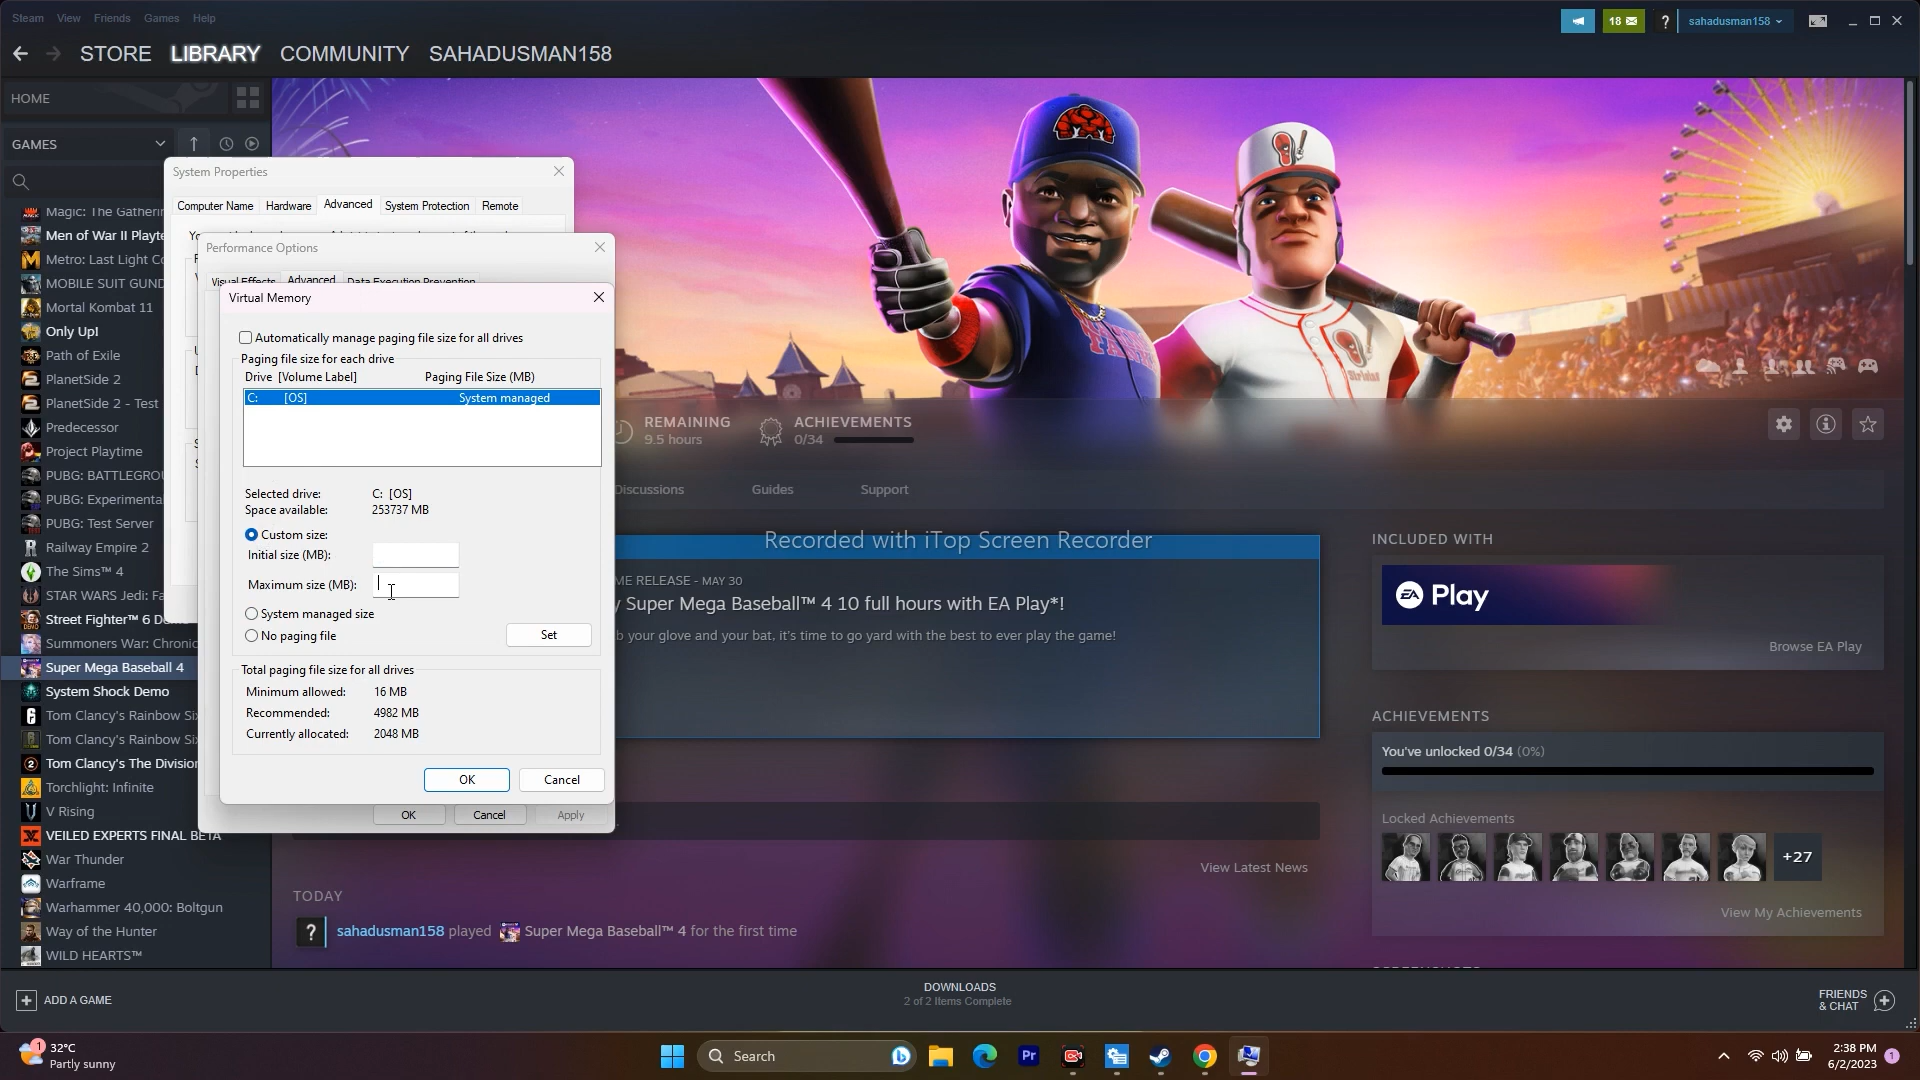 Steam View Friends Games Help
18
?
sahadusman158
STORE LIBRARY COMMUNITY SAHADUSMAN158
HOME
GAMES
Magic: The Gatherin
Men of War II Playte
Metro: Last Light Co
MOBILE SUIT GUND
Mortal Kombat 11
Only Up!
Path of Exile
PlanetSide 2
PlanetSide 2 - Test
Predecessor
Project Playtime
PUBG: BATTLEGROU
PUBG: Experimenta
PUBG: Test Server
Railway Empire 2
The Sims™ 4
STAR WARS Jedi: Fa
Street Fighter™ 6 De
Summoners War: Chronic
Super Mega Baseball 4
System Shock Demo
Tom Clancy's Rainbow Six
Tom Clancy's Rainbow Six
Tom Clancy's The Division
Torchlight: Infinite
V Rising
VEILED EXPERTS FINAL BETA
War Thunder
Warframe
Warhammer 40,000: Boltgun
Way of the Hunter
WILD HEARTS™
System Properties
Computer Name Hardware Advanced System Protection Remote
Performance Options
Visual Effects Advanced Data Execution Prevention
Virtual Memory
Automatically manage paging file size for all drives
Paging file size for each drive
Drive [Volume Label] Paging File Size (MB)
C: [OS] System managed
Selected drive: C: [OS]
Space available: 253737 MB
Custom size:
Initial size (MB):
Maximum size (MB):
System managed size
No paging file
Set
Total paging file size for all drives
Minimum allowed: 16 MB
Recommended: 4982 MB
Currently allocated: 2048 MB
OK Cancel
OK Cancel Apply
REMAINING
9.5 hours
ACHIEVEMENTS
0/34
Discussions Guides Support
Recorded with iTop Screen Recorder
ME RELEASE - MAY 30
y Super Mega Baseball™ 4 10 full hours with EA Play*!
b your glove and your bat, it's time to go yard with the best to ever play the game!
View Latest News
TODAY
? sahadusman158 played Super Mega Baseball™ 4 for the first time
INCLUDED WITH
EA Play
Browse EA Play
ACHIEVEMENTS
You've unlocked 0/34 (0%)
Locked Achievements
+27
View My Achievements
ADD A GAME
DOWNLOADS
2 of 2 Items Complete
FRIENDS
& CHAT
1
32°C
Partly sunny
Search
Pr
2:38 PM
6/2/2023
1